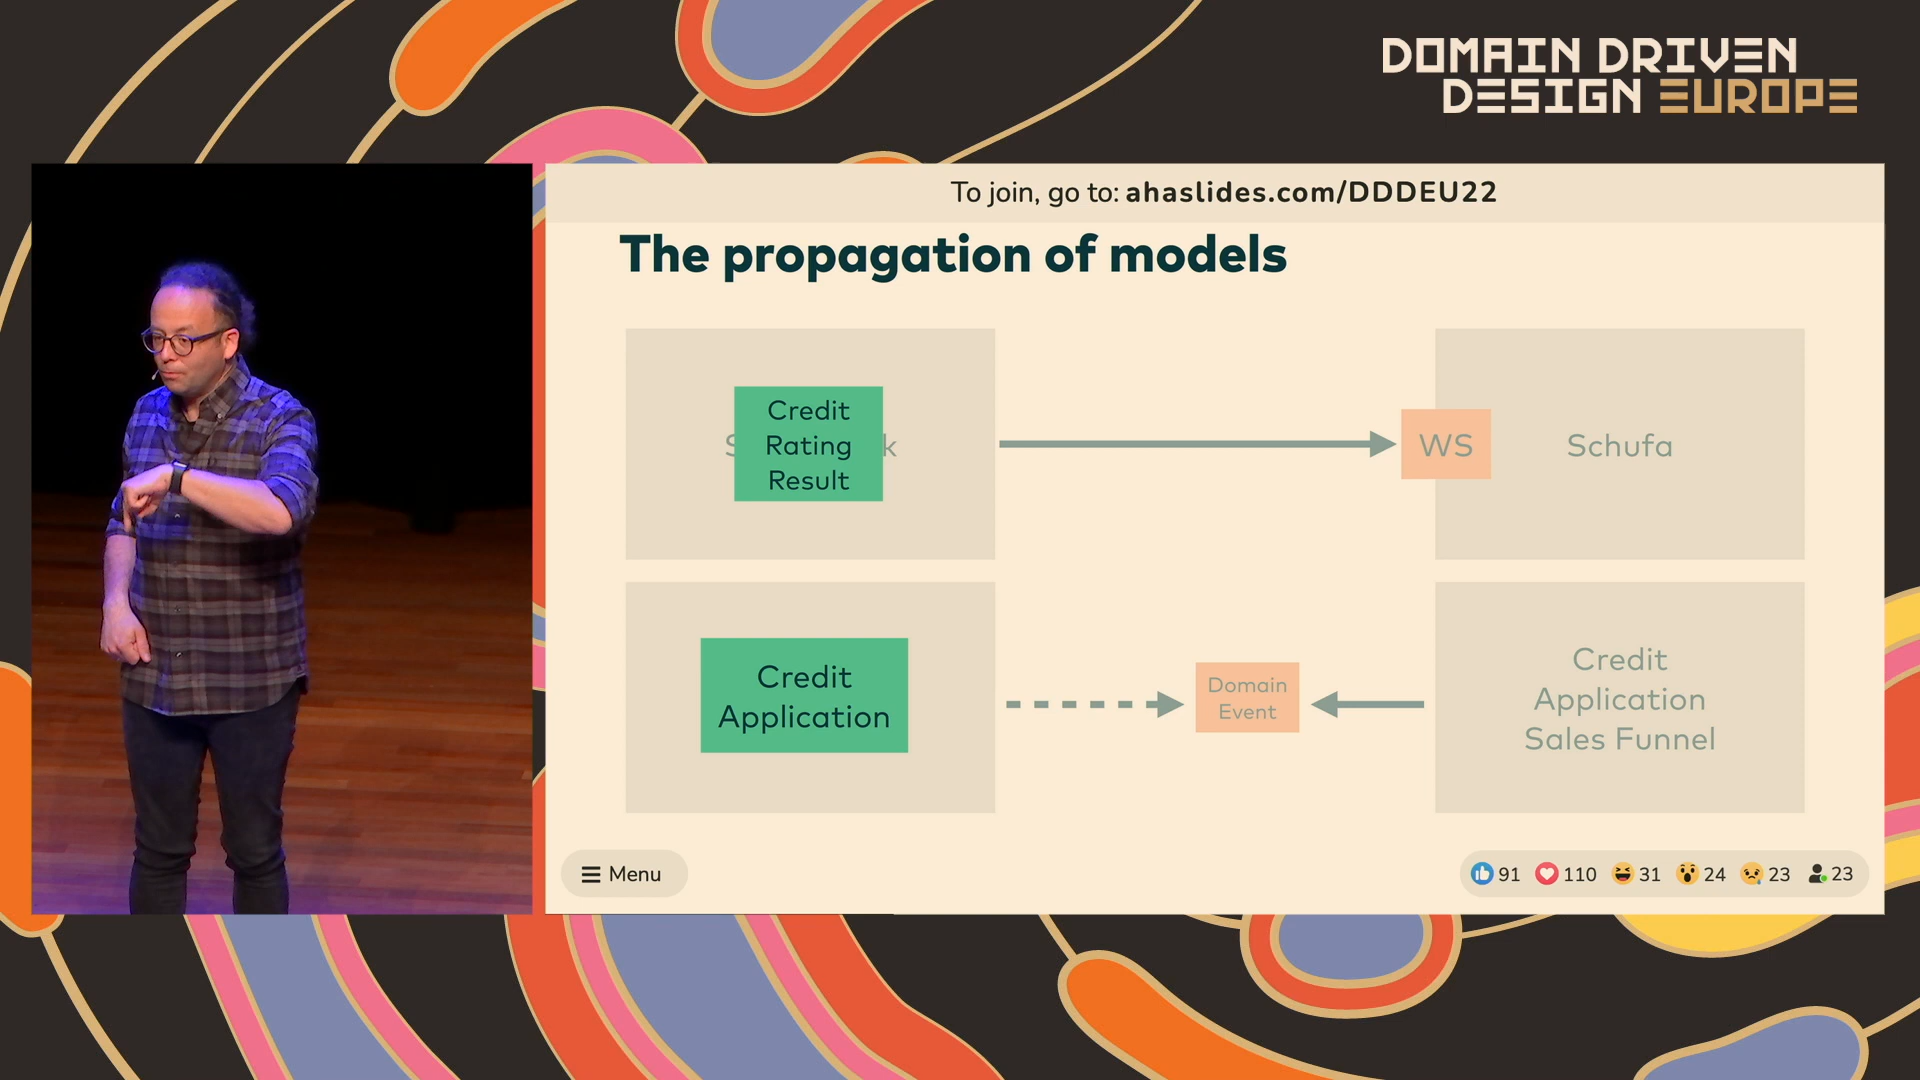 DOMAIN DRIVEN
DESIGN EUROPE
To join, go to: ahaslides.com/DDDEU22
The propagation of models
Credit
Rating
Result
WS
Schufa
Credit
Application
Domain
Event
Credit
Application
Sales Funnel
Menu
91
110
31
24
23
23